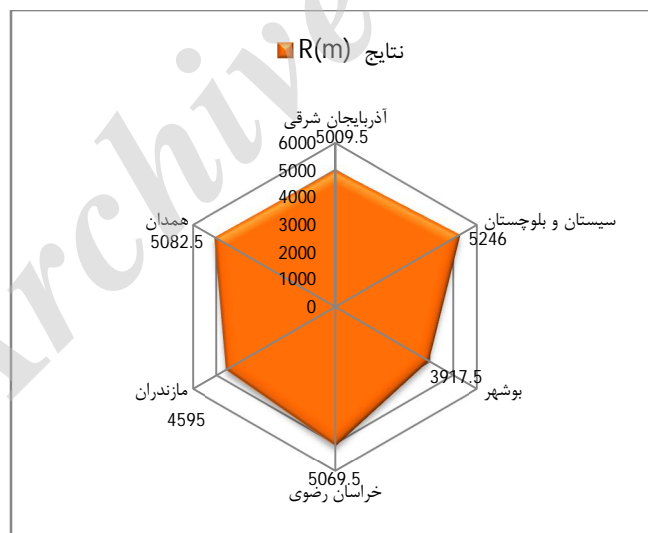 نتایج R(m)
آذربایجان شرقی
5009.5
6000
5000
4000
3000
2000
1000
0
سیستان و بلوچستان
5246
بوشهر
3917.5
5069.5
خراسان رضوی
مازندران
4595
همدان
5082.5
Archive